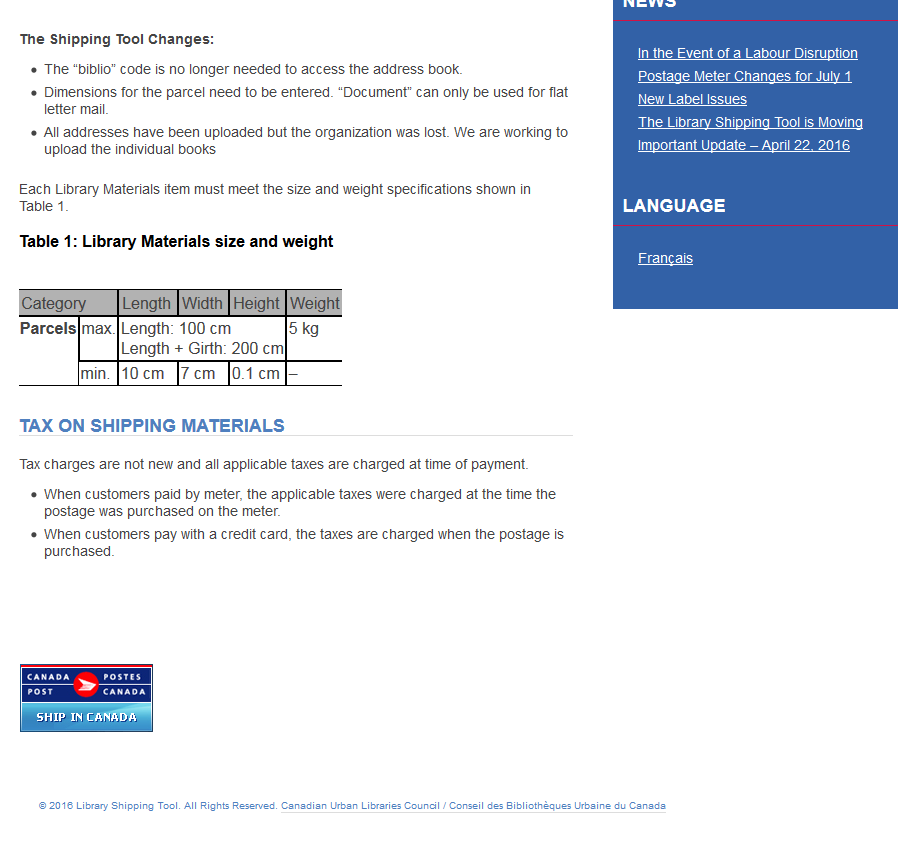 The Shipping Tool Changes:
The “biblio” code is no longer needed to access the address book.
Dimensions for the parcel need to be entered. “Document” can only be used for flat
letter mail.
All addresses have been uploaded but the organization was lost. We are working to
upload the individual books
Each Library Materials item must meet the size and weight specifications shown in
Table 1.
Table 1: Library Materials size and weight
Category Length Width Height Weight
Parcels max. Length: 100 cm 5 kg
Length + Girth: 200 cm
min. 10 cm 7 cm 0.1 cm –
TAX ON SHIPPING MATERIALS
Tax charges are not new and all applicable taxes are charged at time of payment.
When customers paid by meter, the applicable taxes were charged at the time the
postage was purchased on the meter.
When customers pay with a credit card, the taxes are charged when the postage is
purchased.
CANADA POSTES
POST CANADA
SHIP IN CANADA
NEWS
In the Event of a Labour Disruption
Postage Meter Changes for July 1
New Label Issues
The Library Shipping Tool is Moving
Important Update – April 22, 2016
LANGUAGE
Français
© 2016 Library Shipping Tool. All Rights Reserved. Canadian Urban Libraries Council / Conseil des Bibliothèques Urbaine du Canada